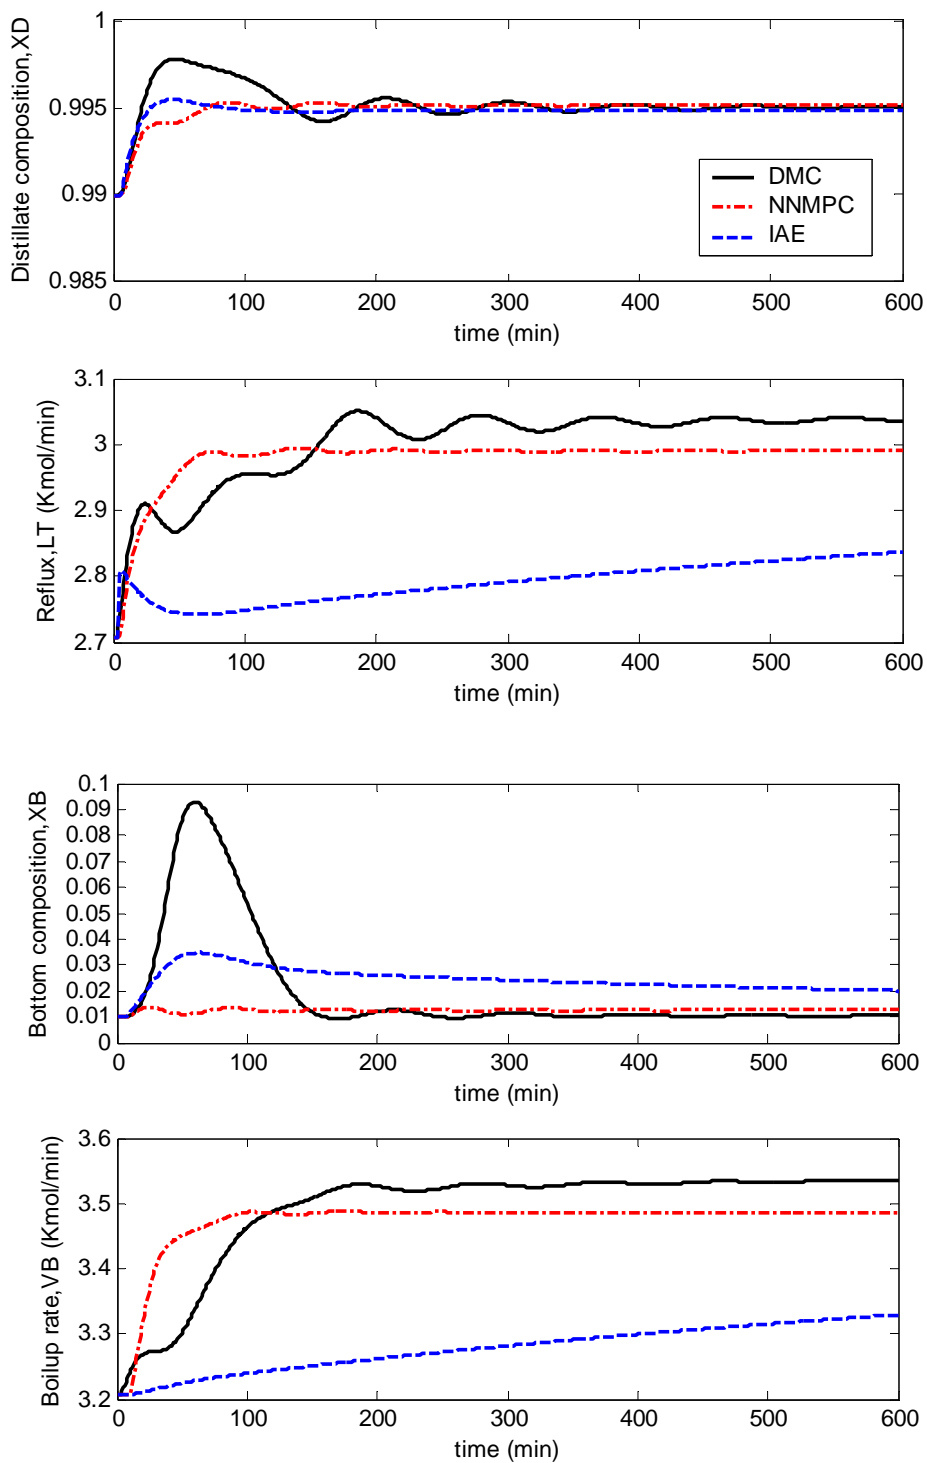 Distillate composition,XD
1
0.995
0.99
0.985
DMC
NNMPC
IAE
0 100 200 300 400 500 600
time (min)
Reflux,LT (Kmol/min)
3.1
3
2.9
2.8
2.7
0 100 200 300 400 500 600
time (min)
Bottom composition,XB
0.1
0.09
0.08
0.07
0.06
0.05
0.04
0.03
0.02
0.01
0
0 100 200 300 400 500 600
time (min)
Boilup rate,VB (Kmol/min)
3.6
3.5
3.4
3.3
3.2
0 100 200 300 400 500 600
time (min)